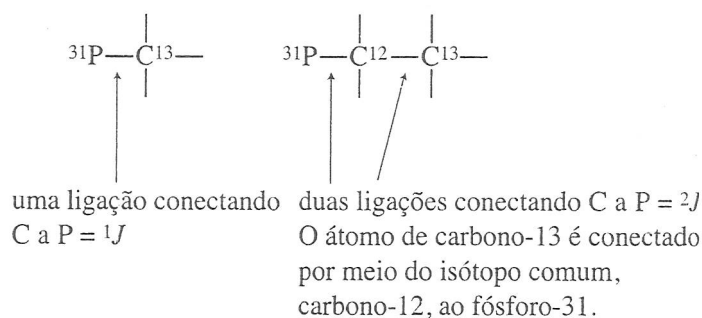 ³¹P—C¹³— ³¹P—C¹²—C¹³—
uma ligação conectando
C a P = ¹J
duas ligações conectando C a P = ²J
O átomo de carbono-13 é conectado
por meio do isótopo comum,
carbono-12, ao fósforo-31.